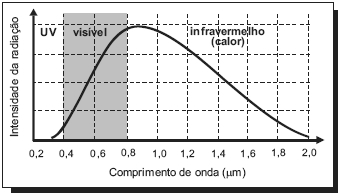 Intensidade da radiação
UV visível infravermelho
(calor)
0,2 0,4 0,6 0,8 1,0 1,2 1,4 1,6 1,8 2,0
Comprimento de onda (μm)